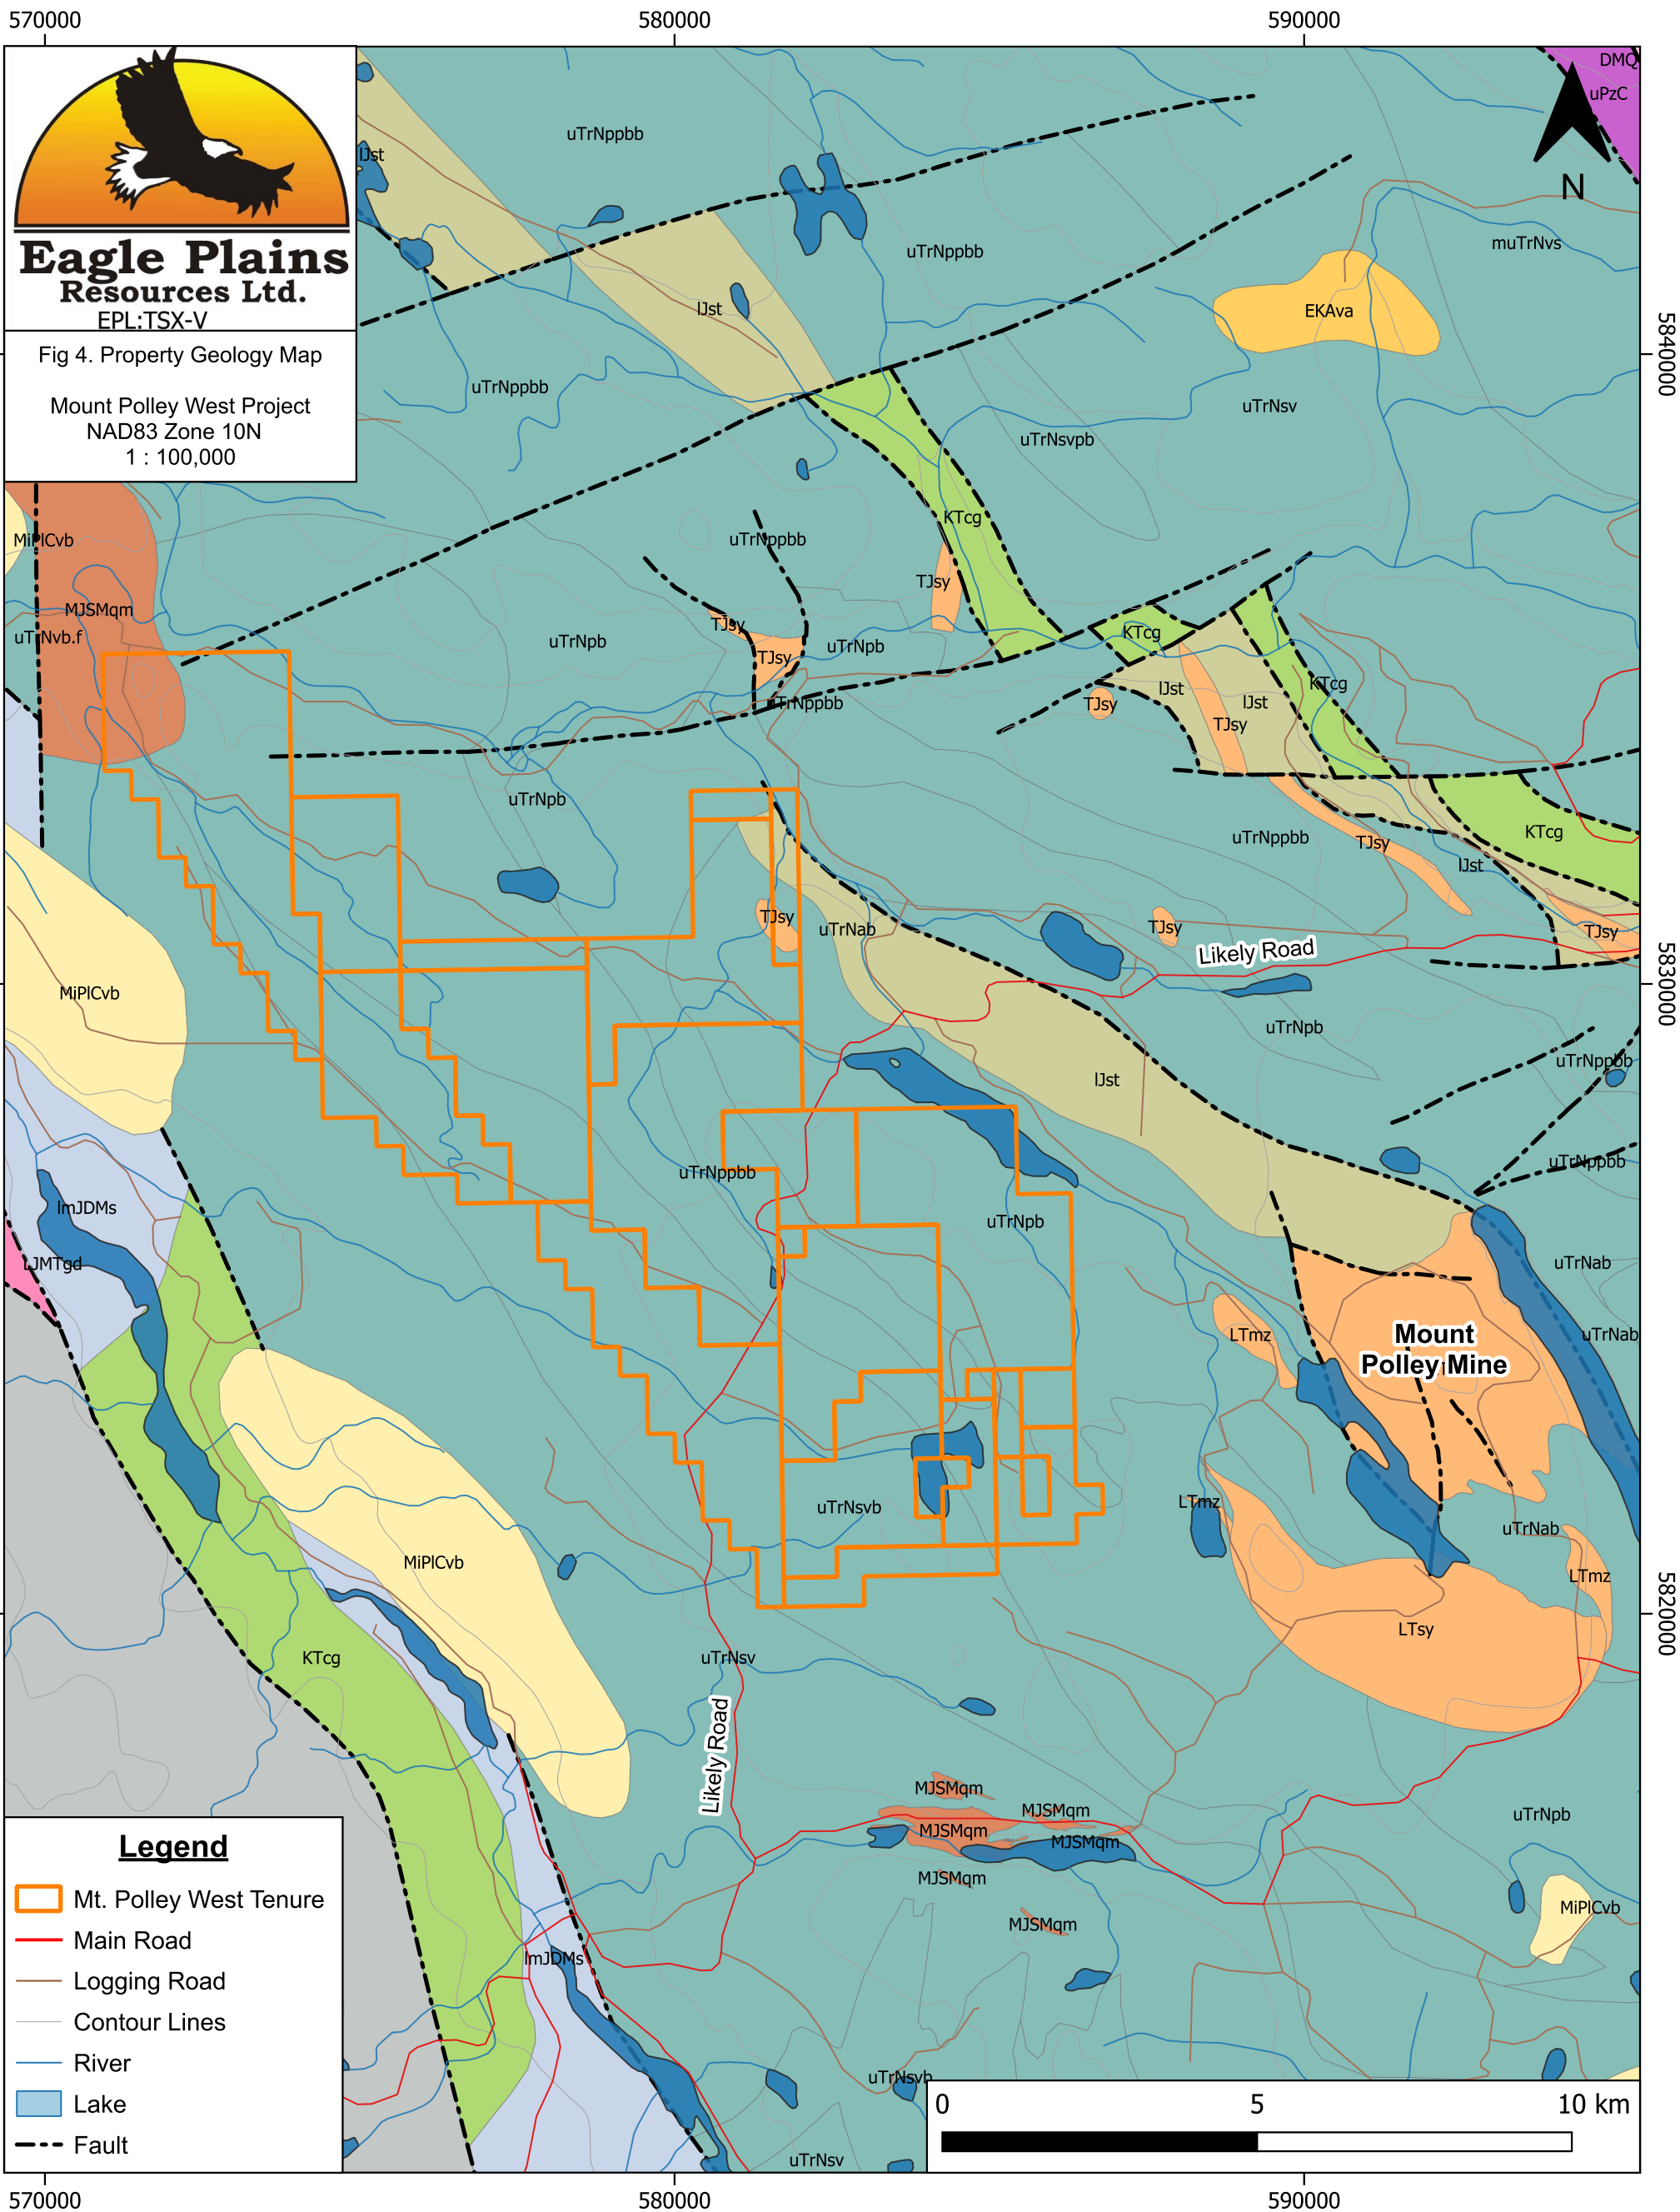 570000
580000
590000
Eagle Plains
Resources Ltd.
EPL:TSX-V
Fig 4. Property Geology Map
Mount Polley West Project
NAD83 Zone 10N
1 : 100,000
DMQ
uPzC
N
uTrNppbb
lJst
uTrNppbb
muTrNvs
lJst
EKAva
5840000
uTrNppbb
uTrNsv
uTrNsvpb
KTcg
MiPlCvb
uTrNppbb
TJsy
MJSMqm
uTrNvb.f
TJsy
KTcg
uTrNpb
uTrNpb
TJsy
KTcg
lJst
lJst
TJsy
TJsy
uTrNppbb
uTrNpb
KTcg
uTrNppbb
TJsy
lJst
TJsy
uTrNab
TJsy
TJsy
Likely Road
MiPlCvb
5830000
uTrNpb
uTrNppbb
lJst
uTrNppbb
uTrNppbb
lmJDMs
uTrNpb
LJMTgd
uTrNab
LTmz
Mount
Polley Mine
uTrNab
LTmz
uTrNsvb
uTrNab
MiPlCvb
LTmz
5820000
LTsy
KTcg
uTrNsv
Likely Road
MJSMqm
MJSMqm
uTrNpb
MJSMqm
MJSMqm
MJSMqm
MiPlCvb
MJSMqm
lmJDMs
uTrNsvb
uTrNsv
Legend
Mt. Polley West Tenure
Main Road
Logging Road
Contour Lines
River
Lake
Fault
0
5
10 km
570000
580000
590000